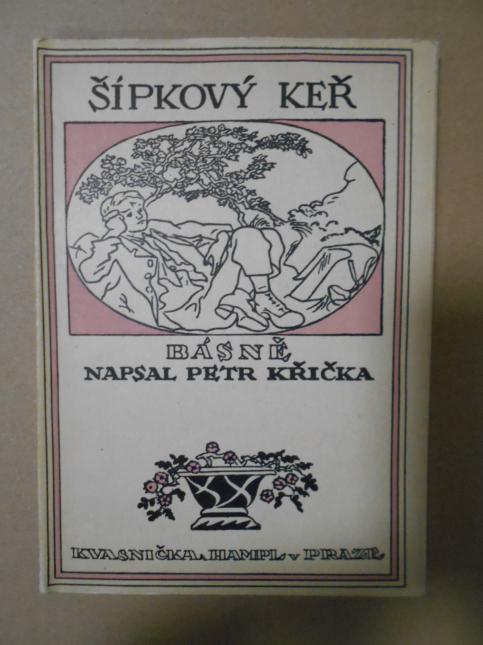 ŠÍPKOVÝ KEŘ
BÁSNĚ
NAPSAL PETR KŘIČKA
KVASNIČKA A HAMPL V PRAZE